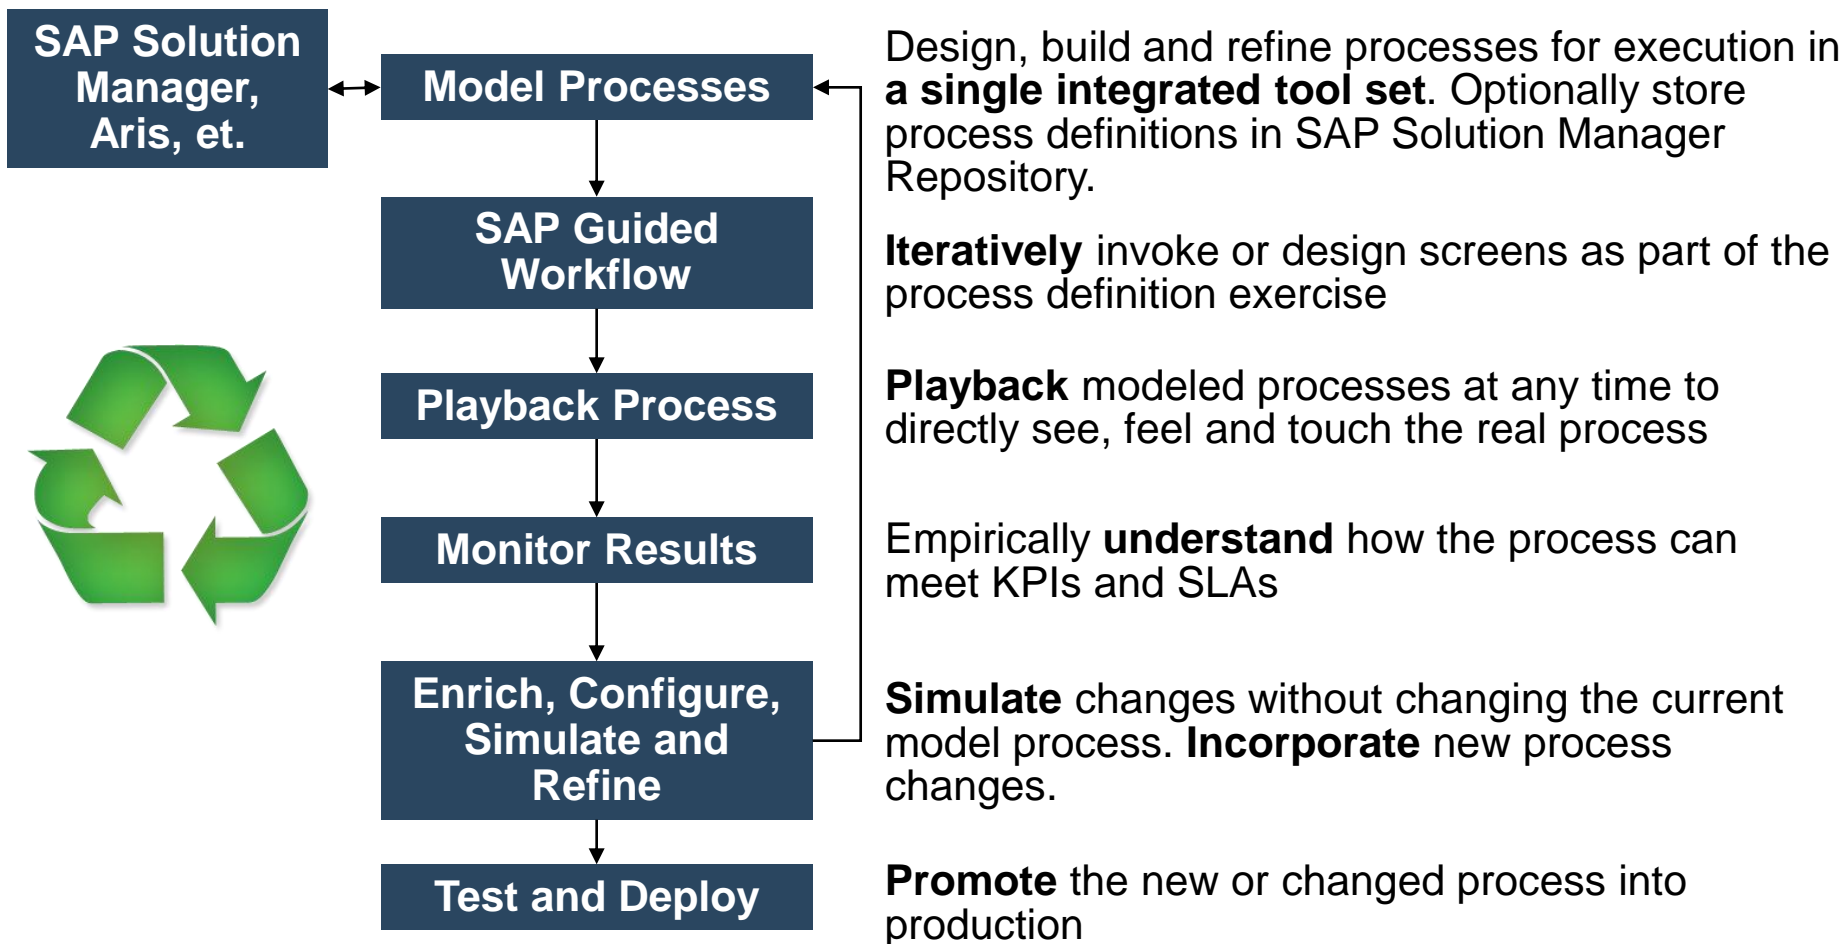 SAP Solution
Manager,
Aris, et.
Model Processes
Design, build and refine processes for execution in
a single integrated tool set. Optionally store
process definitions in SAP Solution Manager
Repository.
SAP Guided
Workflow
Iteratively invoke or design screens as part of the
process definition exercise
Playback Process
Playback modeled processes at any time to
directly see, feel and touch the real process
Monitor Results
Empirically understand how the process can
meet KPIs and SLAs
Enrich, Configure,
Simulate and
Refine
Simulate changes without changing the current
model process. Incorporate new process
changes.
Test and Deploy
Promote the new or changed process into
production